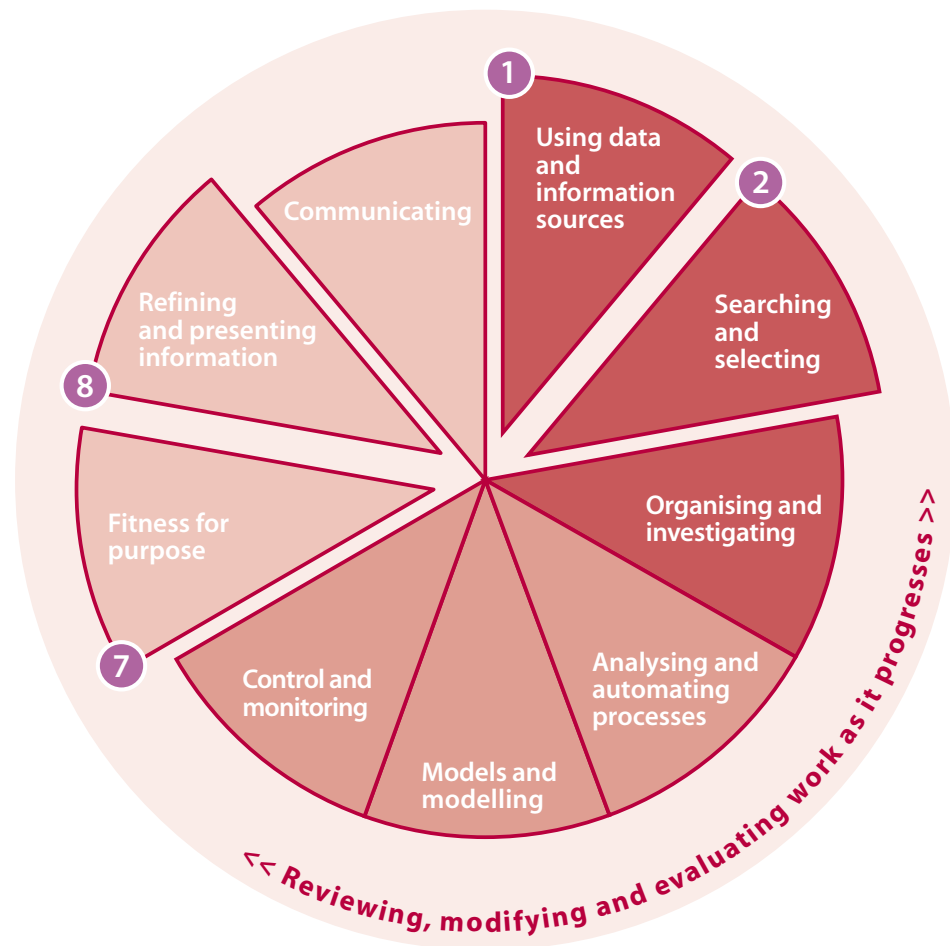 1
Using data
and
information
sources
2
Searching
and
selecting
Organising and
investigating
Analysing and
automating
processes
Models and
modelling
Control and
monitoring
7
Fitness for
purpose
8
Refining
and presenting
information
Communicating
<< Reviewing, modifying and evaluating work as it progresses >>